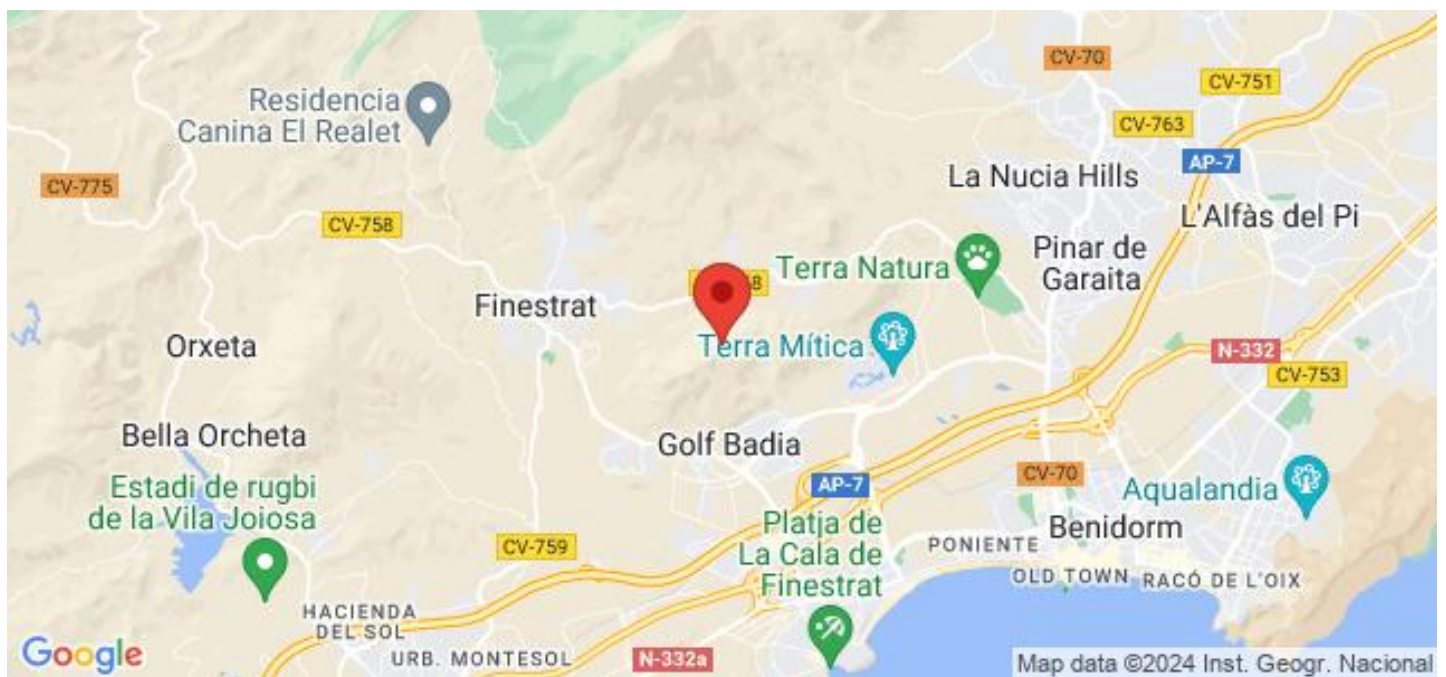 CV-70
CV-751
Residencia
Canina El Realet
CV-763
AP-7
La Nucia Hills
CV-775
L'Alfàs del Pi
CV-758
Pinar de
Garaita
Terra Natura
Finestrat
8
Orxeta
Terra Mítica
N-332
CV-753
Bella Orcheta
Golf Badia
Estadi de rugbi
de la Vila Joiosa
AP-7
CV-70
Aqualandia
Platja de
La Cala de
Finestrat
Benidorm
PONIENTE
CV-759
OLD TOWN
RACÓ DE L'OIX
HACIENDA
DEL SOL
Google
URB. MONTESOL
N-332a
Map data ©2024 Inst. Geogr. Nacional